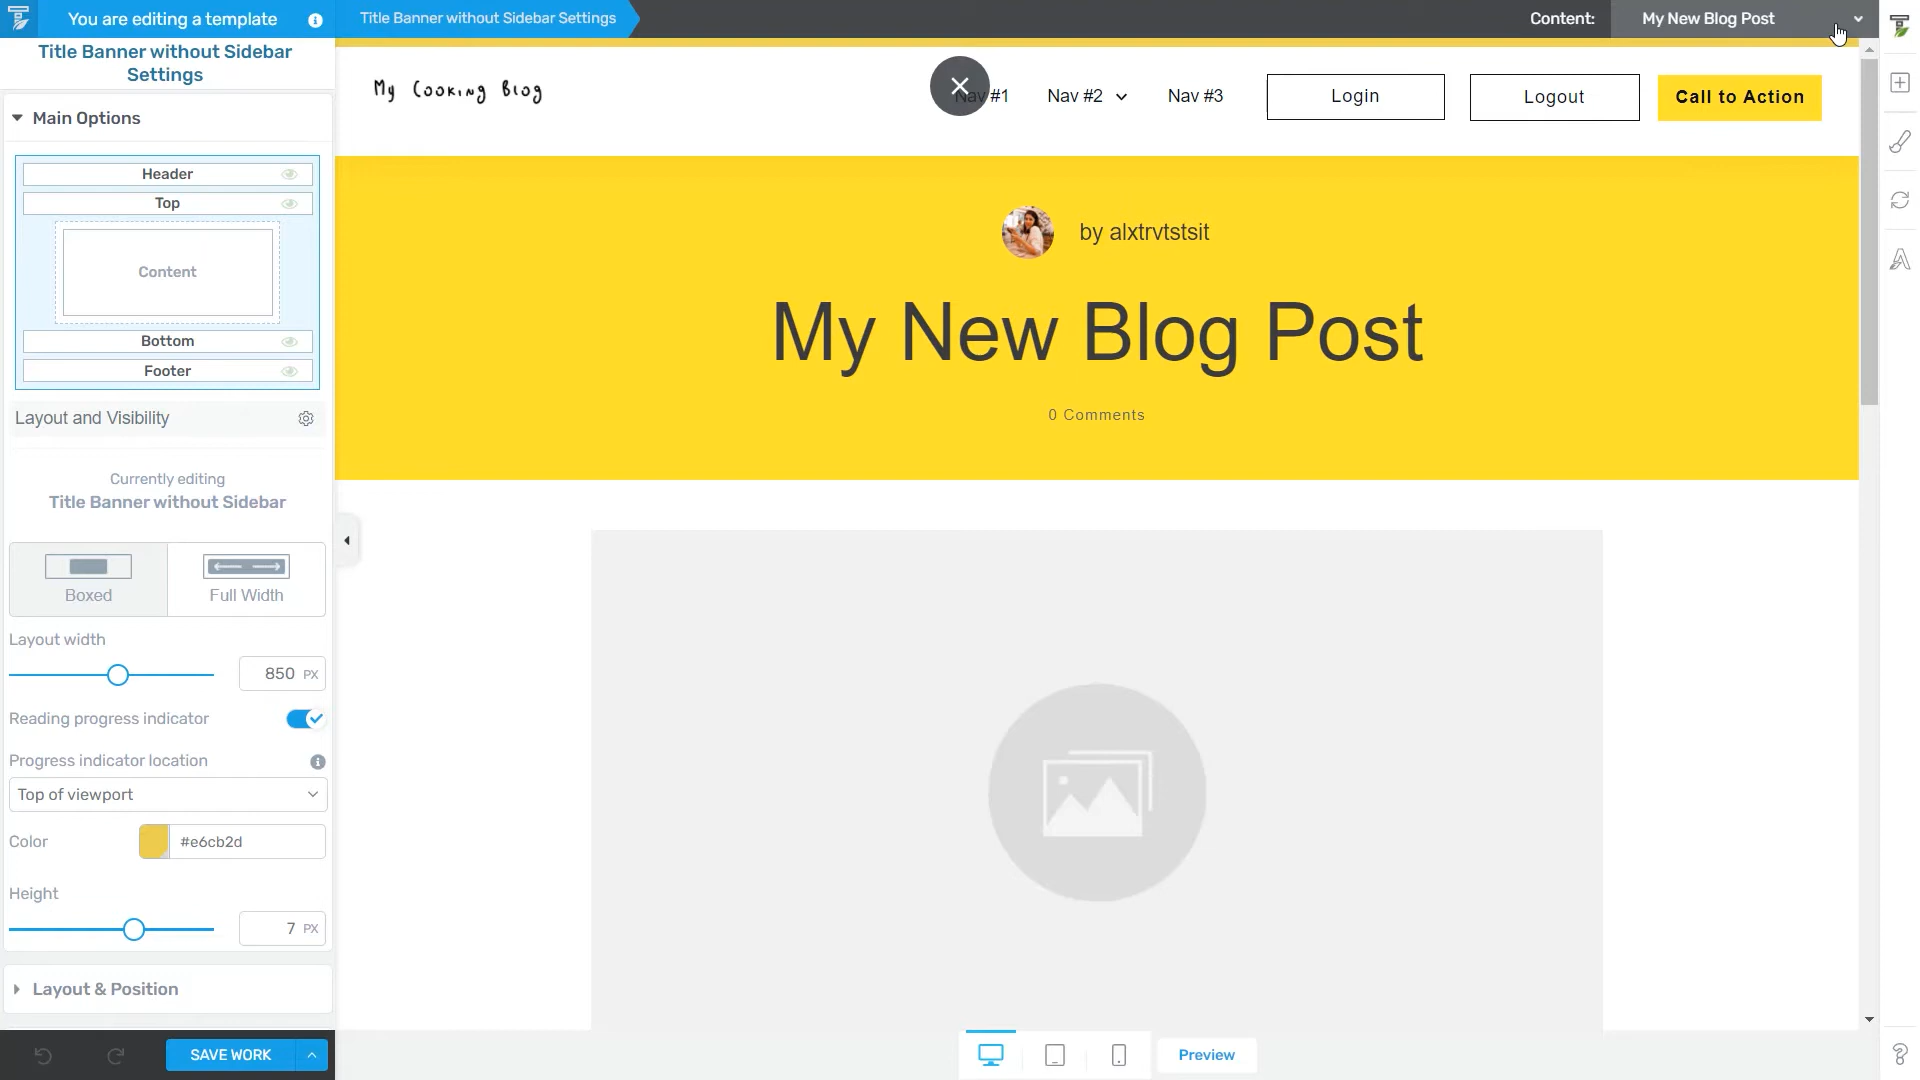 You are editing a template
Title Banner without Sidebar Settings
Content:
My New Blog Post
Title Banner without Sidebar
Settings
Main Options
Header
Top
Content
Bottom
Footer
Layout and Visibility
Currently editing
Title Banner without Sidebar
Boxed
Full Width
Layout width
850 PX
Reading progress indicator
Progress indicator location
Top of viewport
Color
#e6cb2d
Height
7 PX
Layout & Position
SAVE WORK
My Cooking Blog
Nav #1
Nav #2
Nav #3
Login
Logout
Call to Action
by alxtrvtstsit
My New Blog Post
0 Comments
Preview